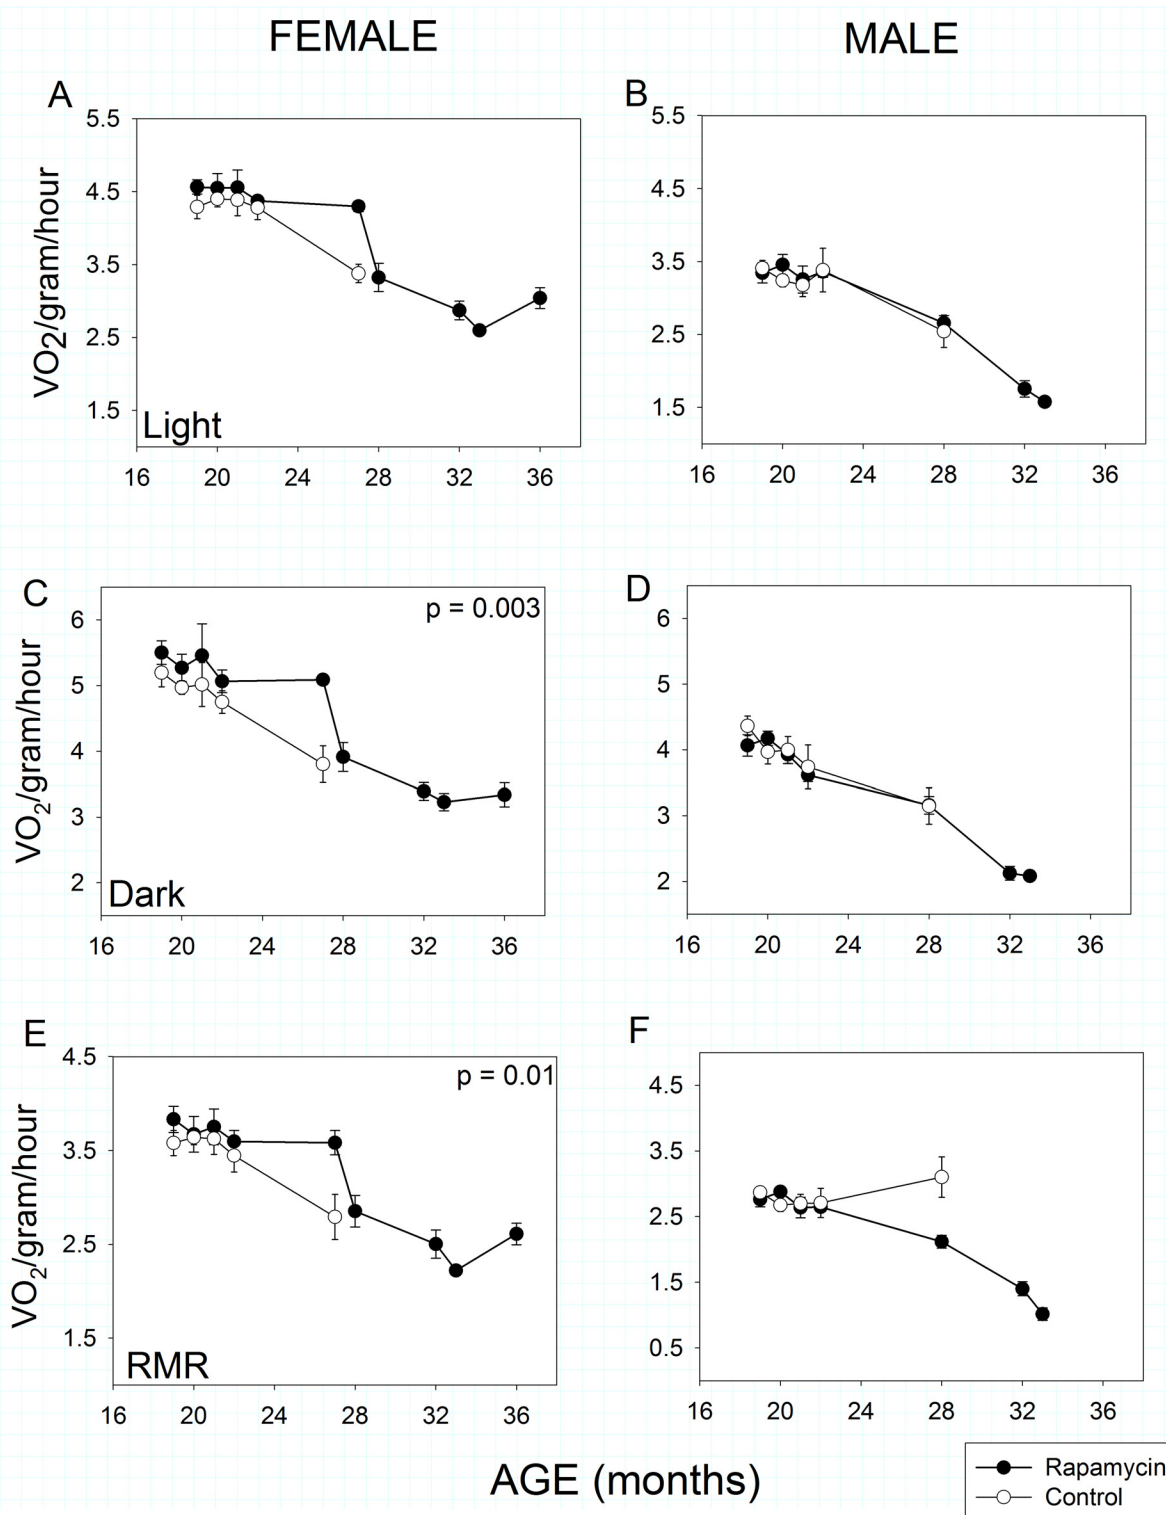 FEMALE
MALE
A
5.5
4.5
3.5
2.5
1.5
VO2/gram/hour
Light
16 20 24 28 32 36
B
5.5
4.5
3.5
2.5
1.5
16 20 24 28 32 36
C
6
5
4
3
2
VO2/gram/hour
p = 0.003
Dark
16 20 24 28 32 36
D
6
5
4
3
2
16 20 24 28 32 36
E
4.5
3.5
2.5
1.5
VO2/gram/hour
p = 0.01
RMR
16 20 24 28 32 36
F
4.5
3.5
2.5
1.5
0.5
16 20 24 28 32 36
AGE (months)
Rapamycin
Control